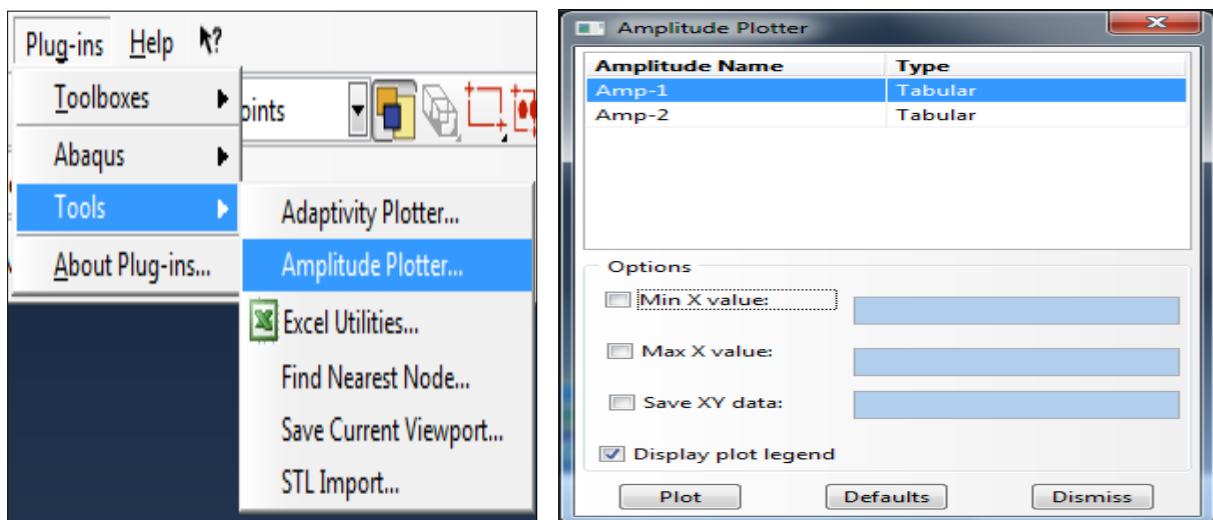 Plug-ins Help ?
Toolboxes
oints
Abaqus
Tools
Adaptivity Plotter...
About Plug-ins...
Amplitude Plotter...
Excel Utilities...
Find Nearest Node...
Save Current Viewport...
STL Import...
Amplitude Plotter
Amplitude Name Type
Amp-1 Tabular
Amp-2 Tabular
Options
Min X value:
Max X value:
Save XY data:
Display plot legend
Plot Defaults Dismiss